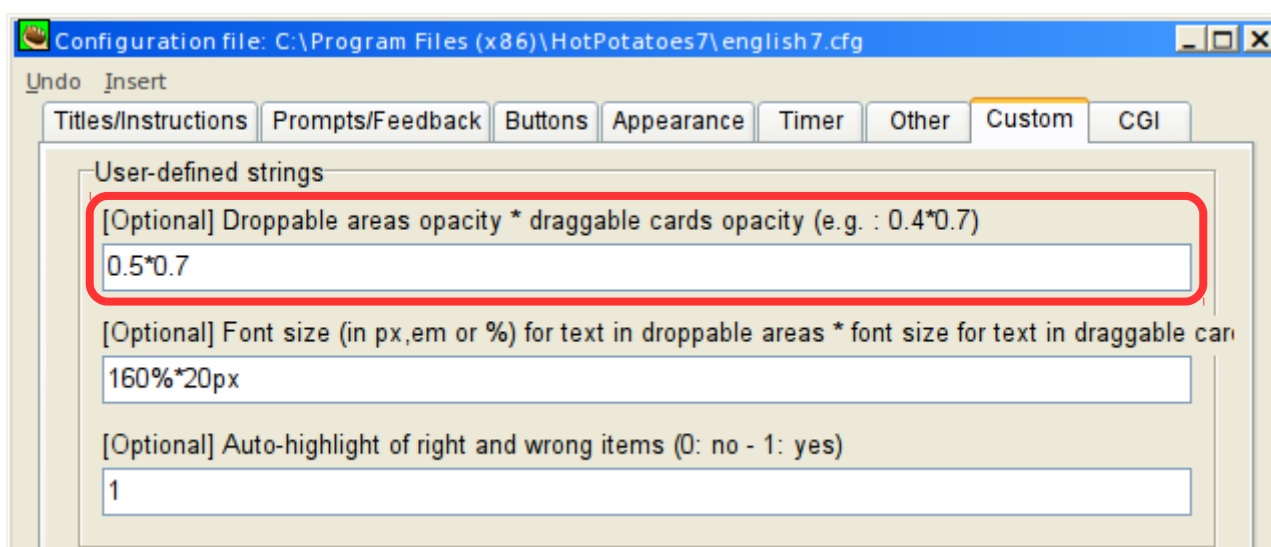 Configuration file: C:\Program Files (x86)\HotPotatoes7\english7.cfg
Undo Insert
Titles/Instructions Prompts/Feedback Buttons Appearance Timer Other Custom CGI
User-defined strings
[Optional] Droppable areas opacity * draggable cards opacity (e.g. : 0.4*0.7)
0.5*0.7
[Optional] Font size (in px,em or %) for text in droppable areas * font size for text in draggable car
160%*20px
[Optional] Auto-highlight of right and wrong items (0: no - 1: yes)
1